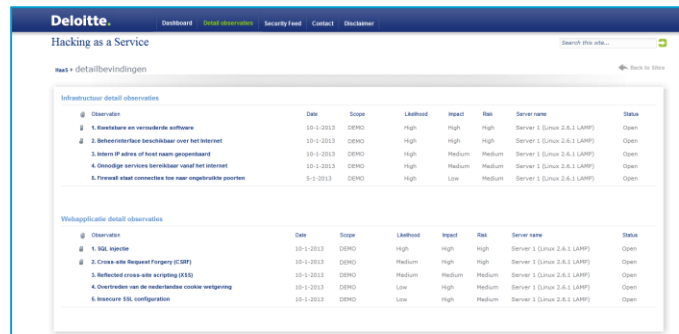 Deloitte.
Dashboard Detail observaties Security Feed Contact Disclaimer
Hacking as a Service
Search this site...
HaaS ▸ detailbevindingen
Back to Sites
Infrastructuur detail observaties
Observation Date Scope Likelihood Impact Risk Server name Status
1. Kwetsbare en verouderde software 10-1-2013 DEMO High High High Server 1 (Linux 2.6.1 LAMP) Open
2. Beheerinterface beschikbaar over het Internet 10-1-2013 DEMO High High High Server 1 (Linux 2.6.1 LAMP) Open
3. Intern IP adres of host naam geopenbaard 10-1-2013 DEMO High Medium Medium Server 1 (Linux 2.6.1 LAMP) Open
4. Onnodige services bereikbaar vanaf het internet 10-1-2013 DEMO High Medium Medium Server 1 (Linux 2.6.1 LAMP) Open
5. Firewall staat connecties toe naar ongebruikte poorten 5-1-2013 DEMO High Low Medium Server 1 (Linux 2.6.1 LAMP) Open
Webapplicatie detail observaties
Observation Date Scope Likelihood Impact Risk Server name Status
1. SQL injectie 10-1-2013 DEMO High High High Server 1 (Linux 2.6.1 LAMP) Open
2. Cross-site Request Forgery (CSRF) 10-1-2013 DEMO Medium High High Server 1 (Linux 2.6.1 LAMP) Open
3. Reflected cross-site scripting (XSS) 10-1-2013 DEMO Medium Medium Medium Server 1 (Linux 2.6.1 LAMP) Open
4. Overtreden van de nederlandse cookie wetgeving 10-1-2013 DEMO Low High Medium Server 1 (Linux 2.6.1 LAMP) Open
5. Insecure SSL configuration 10-1-2013 DEMO Low High Medium Server 1 (Linux 2.6.1 LAMP) Open